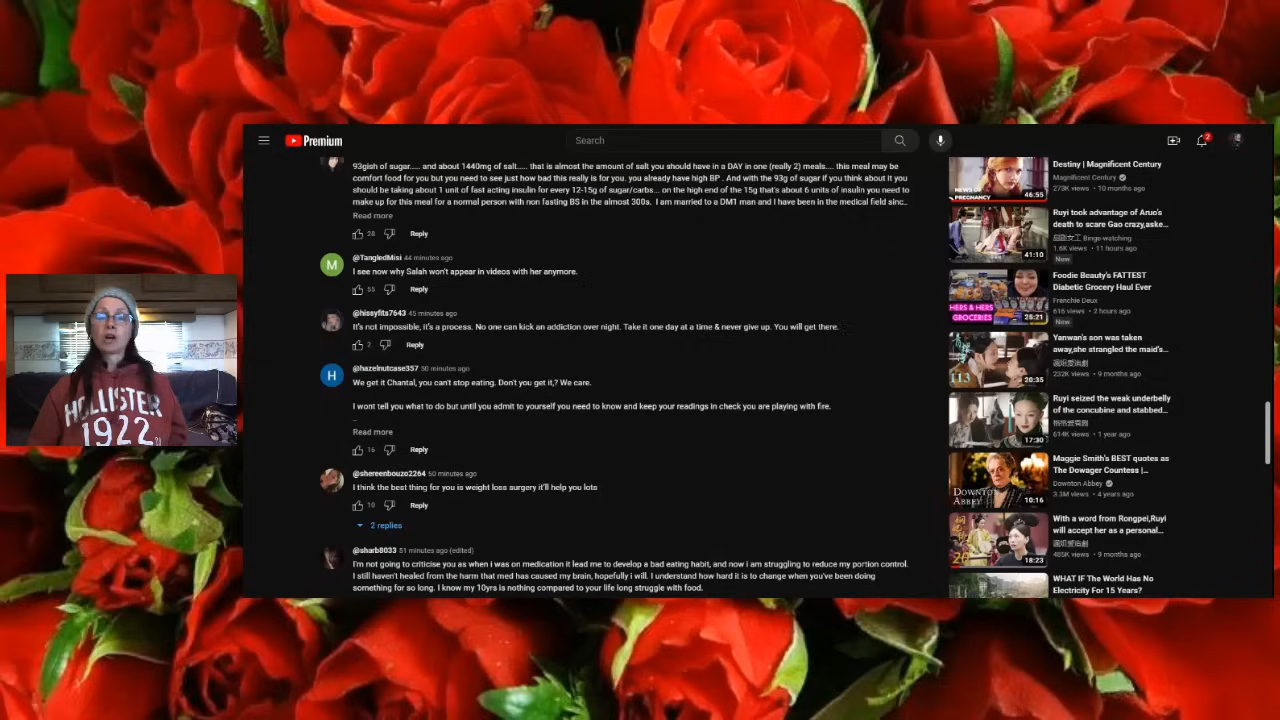 Premium
Search
2
93gish of sugar..... and about 1440mg of salt..... that is almost the amount of salt you should have in a DAY in one (really 2) meals.... this meal may be
comfort food for you but you need to see just how bad this really is for you. you already have high BP . And with the 93g of sugar if you think about it you
should be taking about 1 unit of fast acting insulin for every 12-15g of sugar/carbs... on the high end of the 15g that's about 6 units of insulin you need to
make up for this meal for a normal person with non fasting BS in the almost 300s.  I am married to a DM1 man and I have been in the medical field sinc..
Read more
28
Reply
M
@TangledMisi 44 minutes ago
I see now why Salah won't appear in videos with her anymore.
55
Reply
@hissyfits7643 45 minutes ago
It's not impossible, it's a process. No one can kick an addiction over night. Take it one day at a time & never give up. You will get there.
2
Reply
H
@hazelnutcase357 50 minutes ago
We get it Chantal, you can't stop eating. Don't you get it,? We care.
I wont tell you what to do but until you admit to yourself you need to know and keep your readings in check you are playing with fire.
..
Read more
16
Reply
@shereenbouzo2264 50 minutes ago
I think the best thing for you is weight loss surgery it'll help you lots
10
Reply
2 replies
@sharb8033 51 minutes ago (edited)
I'm not going to criticise you as when i was on medication it lead me to develop a bad eating habit, and now i am struggling to reduce my portion control.
I still haven't healed from the harm that med has caused my brain, hopefully i will. I understand how hard it is to change when you've been doing
something for so long. I know my 10yrs is nothing compared to your life long struggle with food.
PREGNANCY
46:55
Destiny | Magnificent Century
Magnificent Century
273K views • 10 months ago
41:10
Ruyi took advantage of Aruo's
death to scare Gao crazy,aske...
Binge-watching
1.6K views • 11 hours ago
Now
HERS & HER'S
GROCERIES
25:21
Foodie Beauty's FATTEST
Diabetic Grocery Haul Ever
Frenchie Deux
616 views • 2 hours ago
Now
113
20:35
Yanwan's son was taken
away,she strangled the maid's...
232K views • 9 months ago
17:30
Ruyi seized the weak underbelly
of the concubine and stabbed...
614K views • 1 year ago
DOWNTON
ABBEY
10:16
Maggie Smith's BEST quotes as
The Dowager Countess |...
Downton Abbey
3.3M views • 4 years ago
18:23
With a word from Rongpei,Ruyi
will accept her as a personal...
485K views • 9 months ago
WHAT IF The World Has No
Electricity For 15 Years?
HOLLISTER
1922